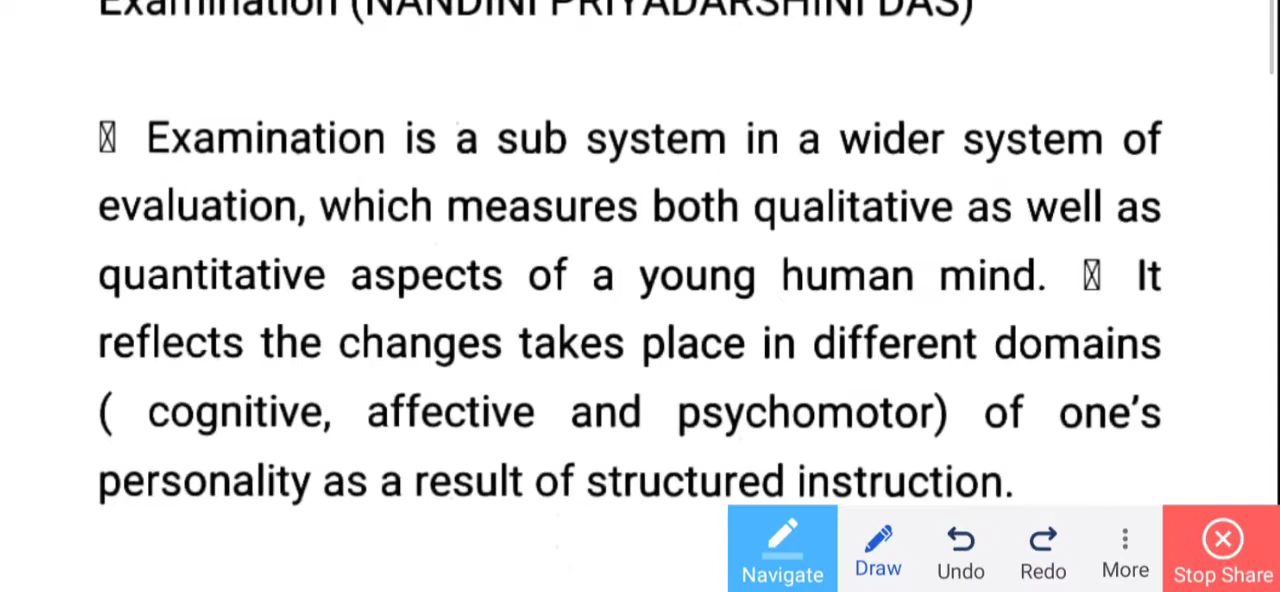 Examination (NANDINI PRIYADARSHINI DAS)
Examination is a sub system in a wider system of
evaluation, which measures both qualitative as well as
quantitative aspects of a young human mind. It
reflects the changes takes place in different domains
( cognitive, affective and psychomotor) of one's
personality as a result of structured instruction.
Navigate Draw Undo Redo More Stop Share